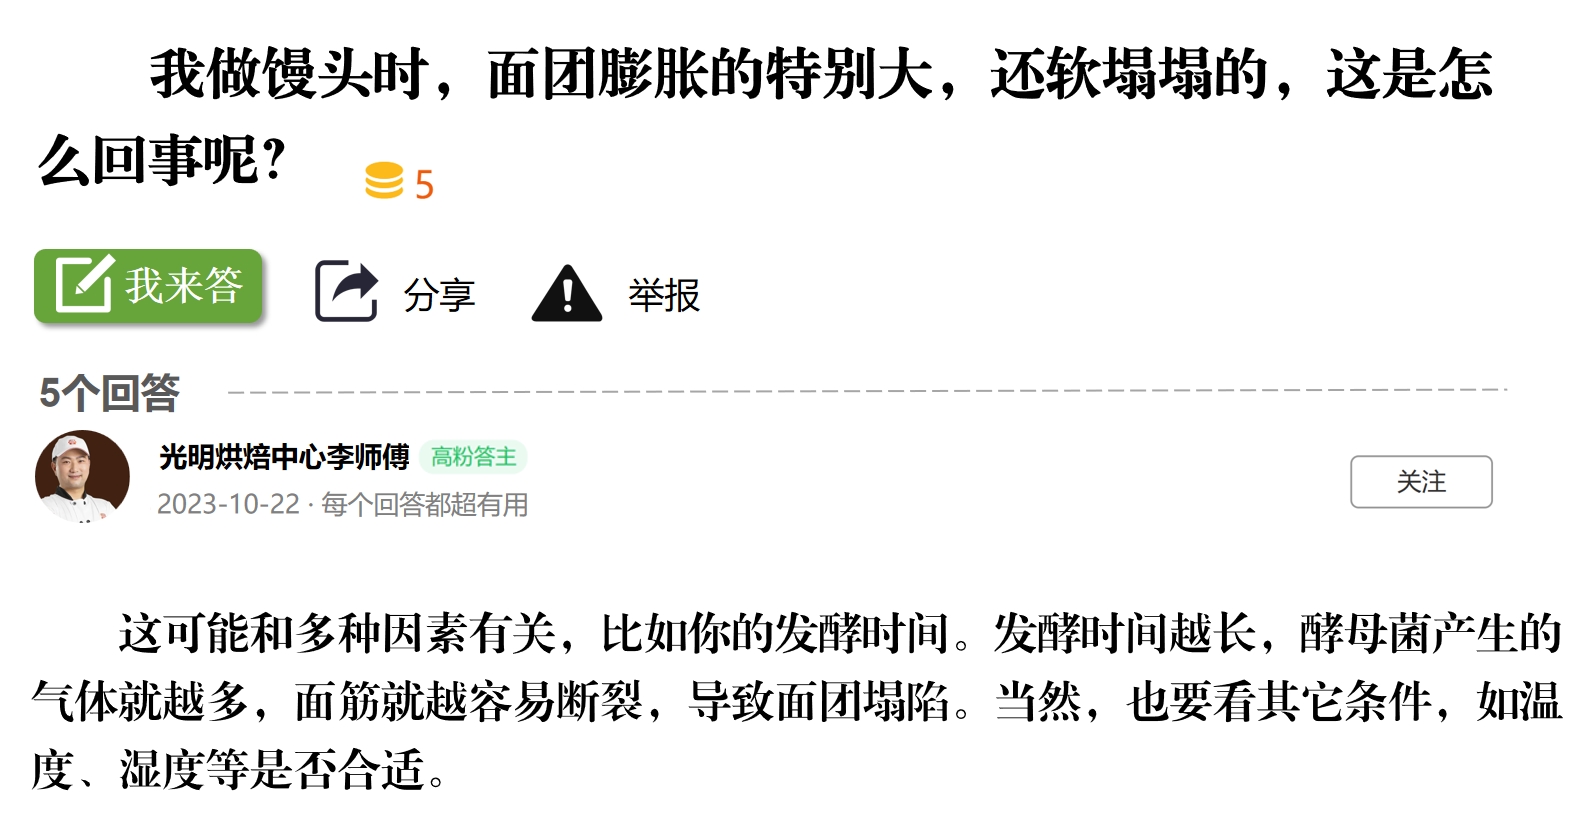 我做馒头时，面团膨胀的特别大，还软塌塌的，这是怎
么回事呢？ 5
我来答 分享 举报
5个回答
光明烘焙中心李师傅 高粉答主
2023-10-22 · 每个回答都超有用
关注
这可能和多种因素有关，比如你的发酵时间。发酵时间越长，酵母菌产生的
气体就越多，面筋就越容易断裂，导致面团塌陷。当然，也要看其它条件，如温
度、湿度等是否合适。